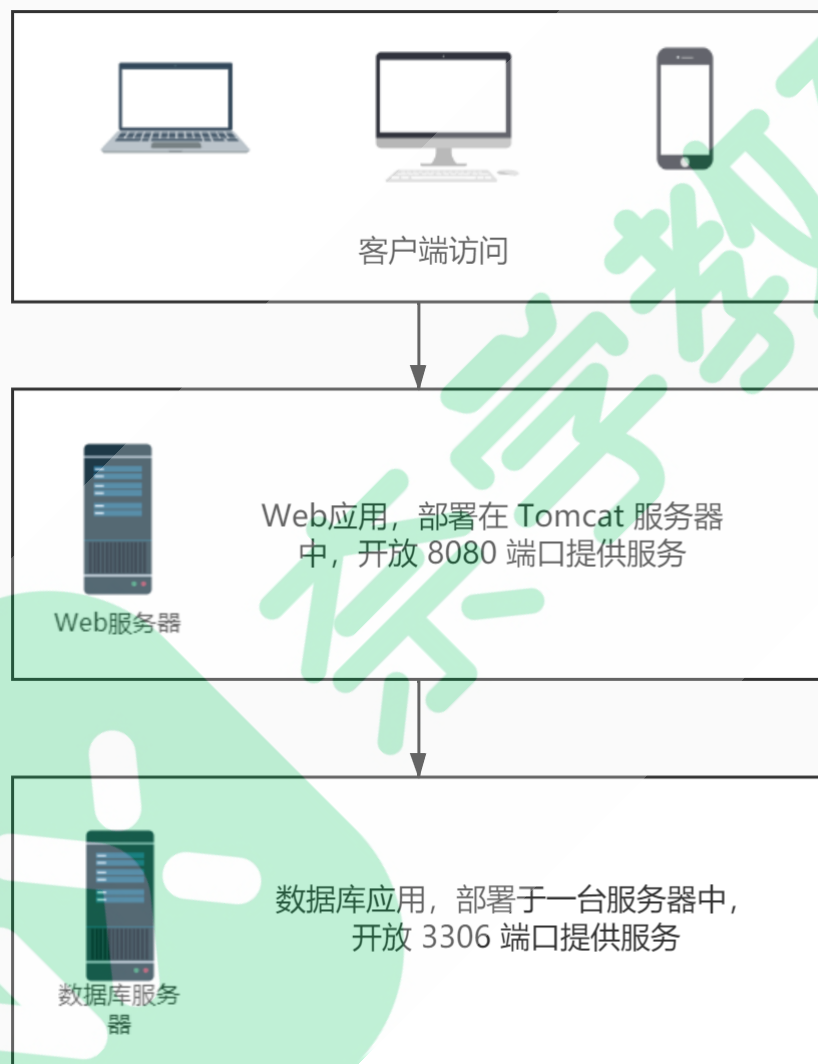 客户端访问
Web应用，部署在 Tomcat 服务器
中，开放 8080 端口提供服务
Web服务器
数据库应用，部署于一台服务器中，
开放 3306 端口提供服务
数据库服务
器
奈学教